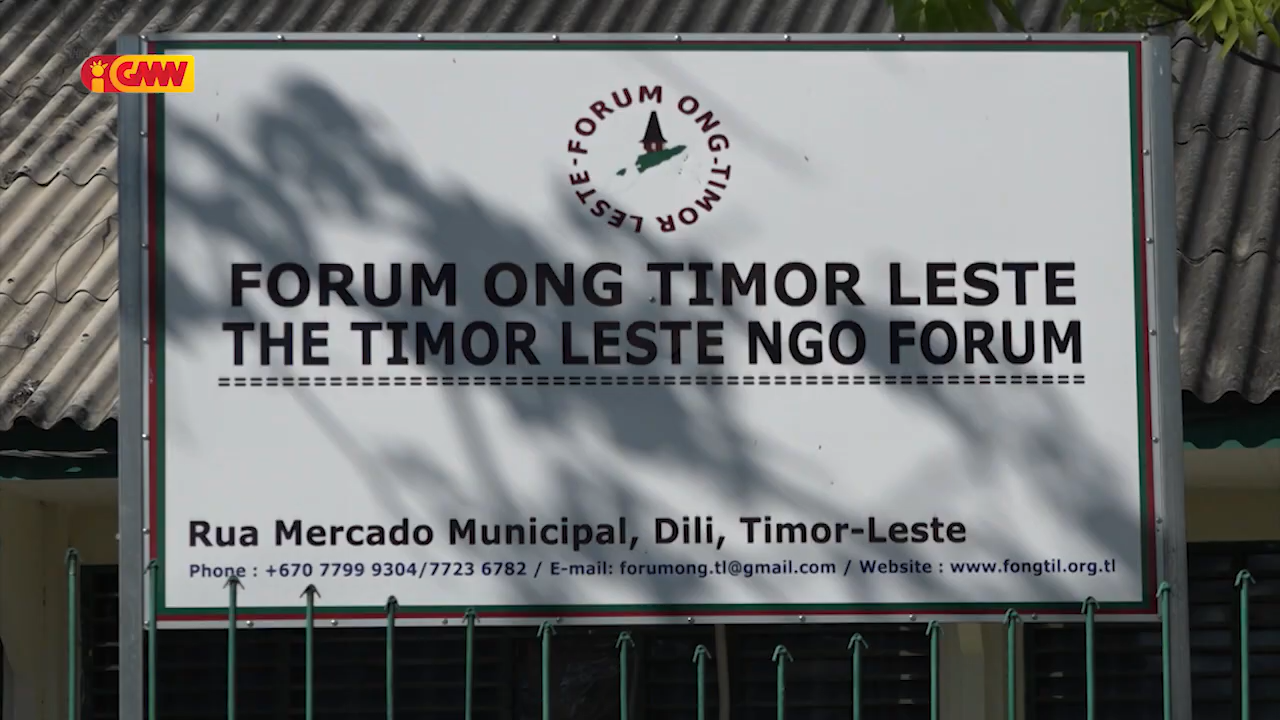 GMW
FORUM ONG-TIMOR LESTE-
FORUM ONG TIMOR LESTE
THE TIMOR LESTE NGO FORUM
Rua Mercado Municipal, Dili, Timor-Leste
Phone : +670 7799 9304/7723 6782 / E-mail: forumong.tl@gmail.com / Website : www.fongtil.org.tl